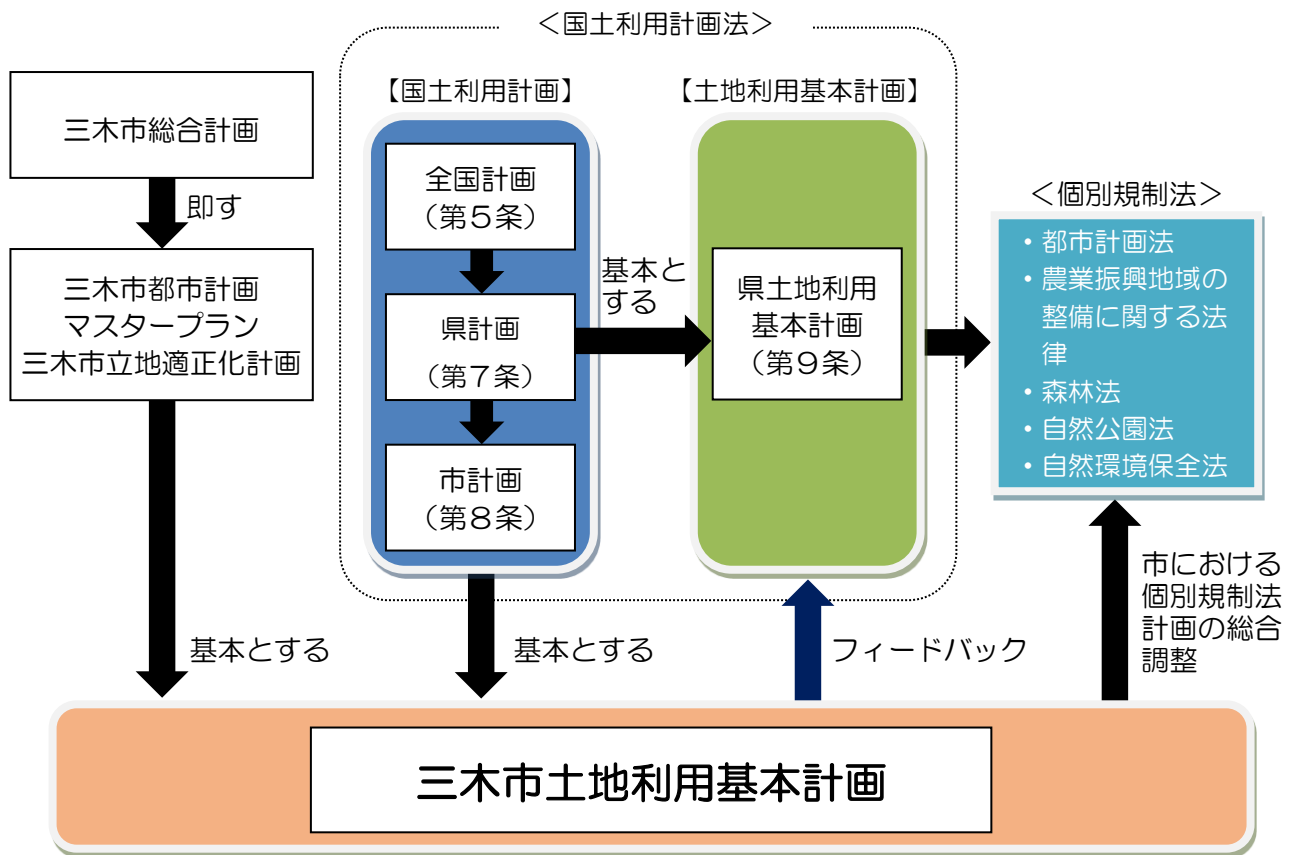 ＜国土利用計画法＞
三木市総合計画
即す
三木市都市計画
マスタープラン
三木市立地適正化計画
基本とする
【国土利用計画】
全国計画
（第５条）
県計画
（第７条）
市計画
（第８条）
基本とする
基本と
する
【土地利用基本計画】
県土地利用
基本計画
（第９条）
フィードバック
＜個別規制法＞
・都市計画法
・農業振興地域の
整備に関する法
律
・森林法
・自然公園法
・自然環境保全法
市における
個別規制法
計画の総合
調整
三木市土地利用基本計画